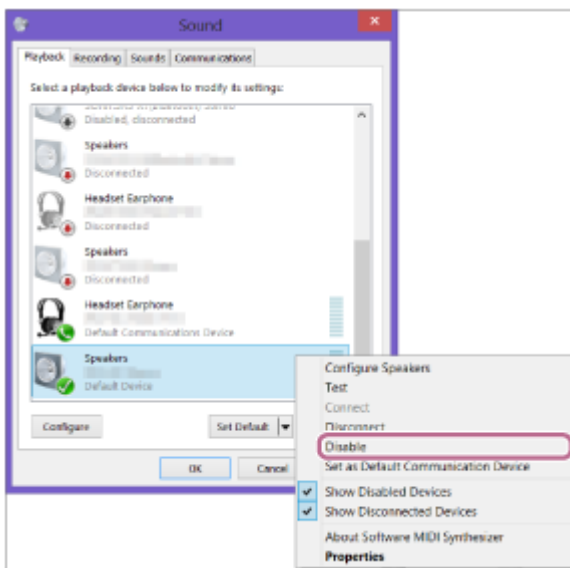 Sound
Playback Recording Sounds Communications
Select a playback device below to modify its settings:
Disabled, disconnected
Speakers
Disconnected
Headset Earphone
Disconnected
Speakers
Disconnected
Headset Earphone
Default Communications Device
Speakers
Default Device
Configure
Set Default
OK
Cancel
Configure Speakers
Test
Connect
Disconnect
Disable
Set as Default Communication Device
Show Disabled Devices
Show Disconnected Devices
About Software MIDI Synthesizer
Properties